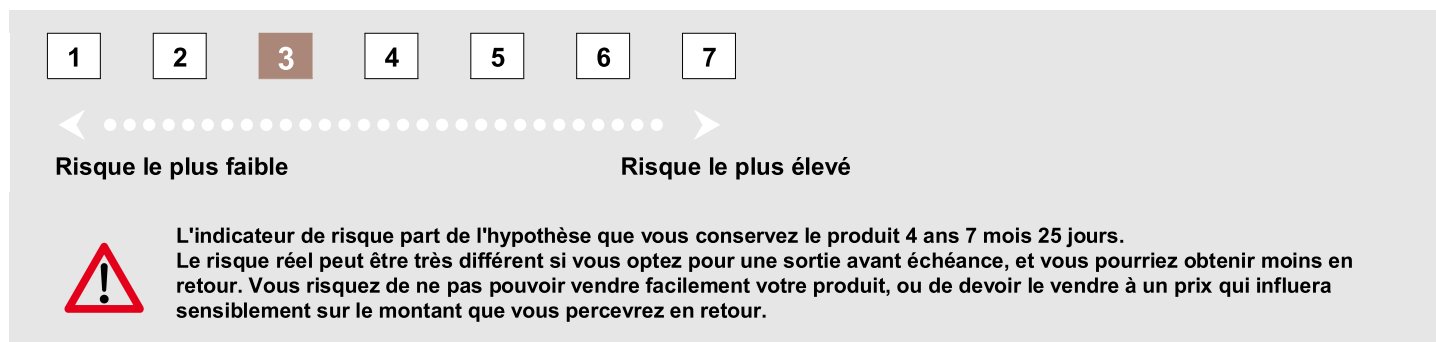 1 2 3 4 5 6 7
Risque le plus faible Risque le plus élevé
L'indicateur de risque part de l'hypothèse que vous conservez le produit 4 ans 7 mois 25 jours.
Le risque réel peut être très différent si vous optez pour une sortie avant échéance, et vous pourriez obtenir moins en
retour. Vous risquez de ne pas pouvoir vendre facilement votre produit, ou de devoir le vendre à un prix qui influera
sensiblement sur le montant que vous percevrez en retour.